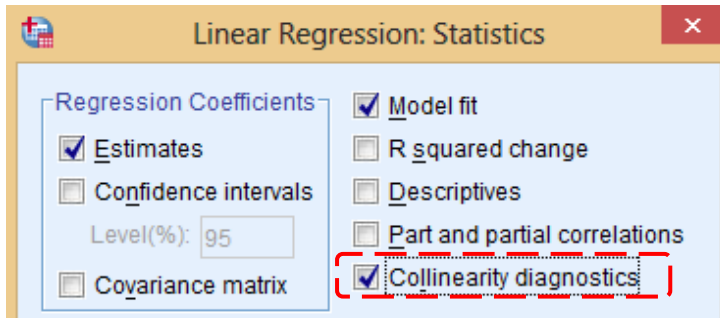 Linear Regression: Statistics
Regression Coefficients
Estimates
Confidence intervals
Level(%): 95
Covariance matrix
Model fit
R squared change
Descriptives
Part and partial correlations
Collinearity diagnostics